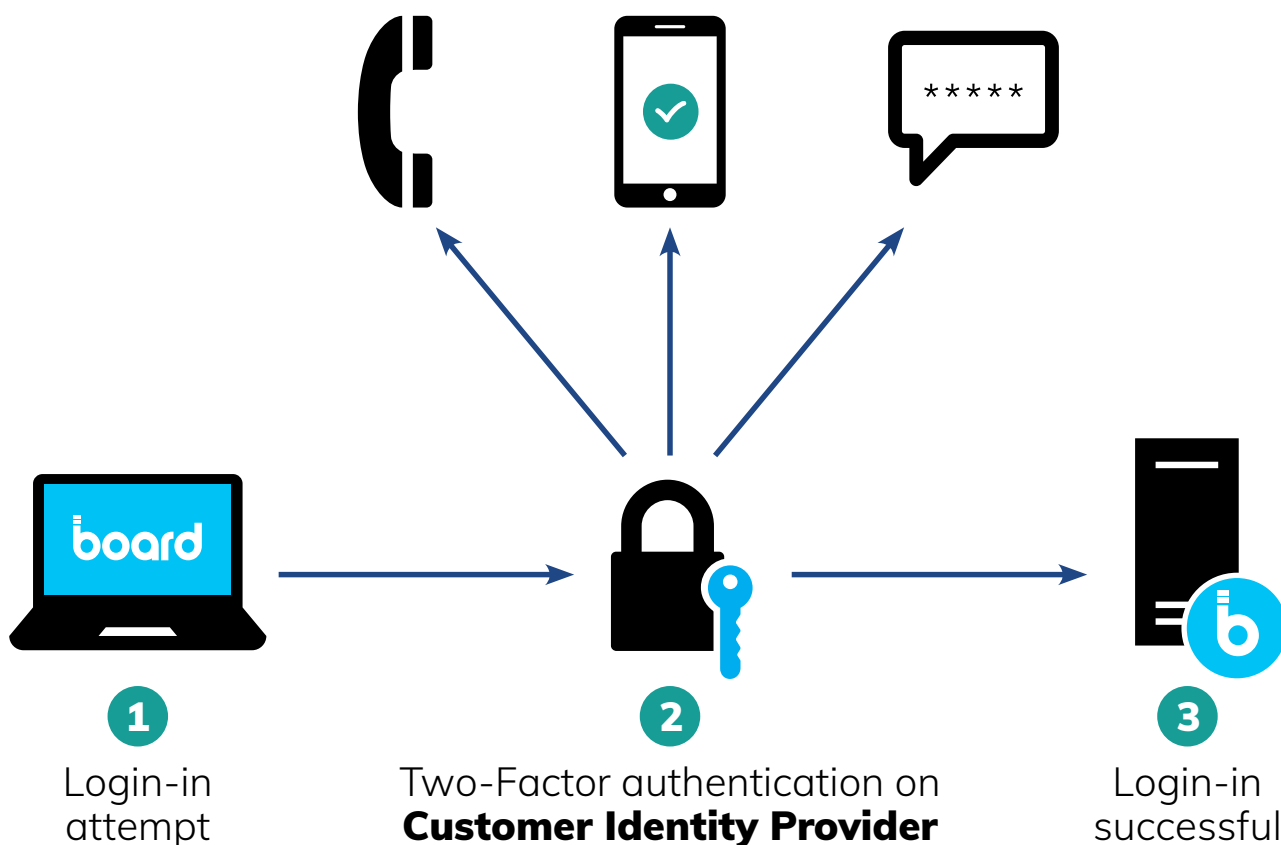 *****
board
b
1
2
3
Login-in
attempt
Two-Factor authentication on
Customer Identity Provider
Login-in
successful